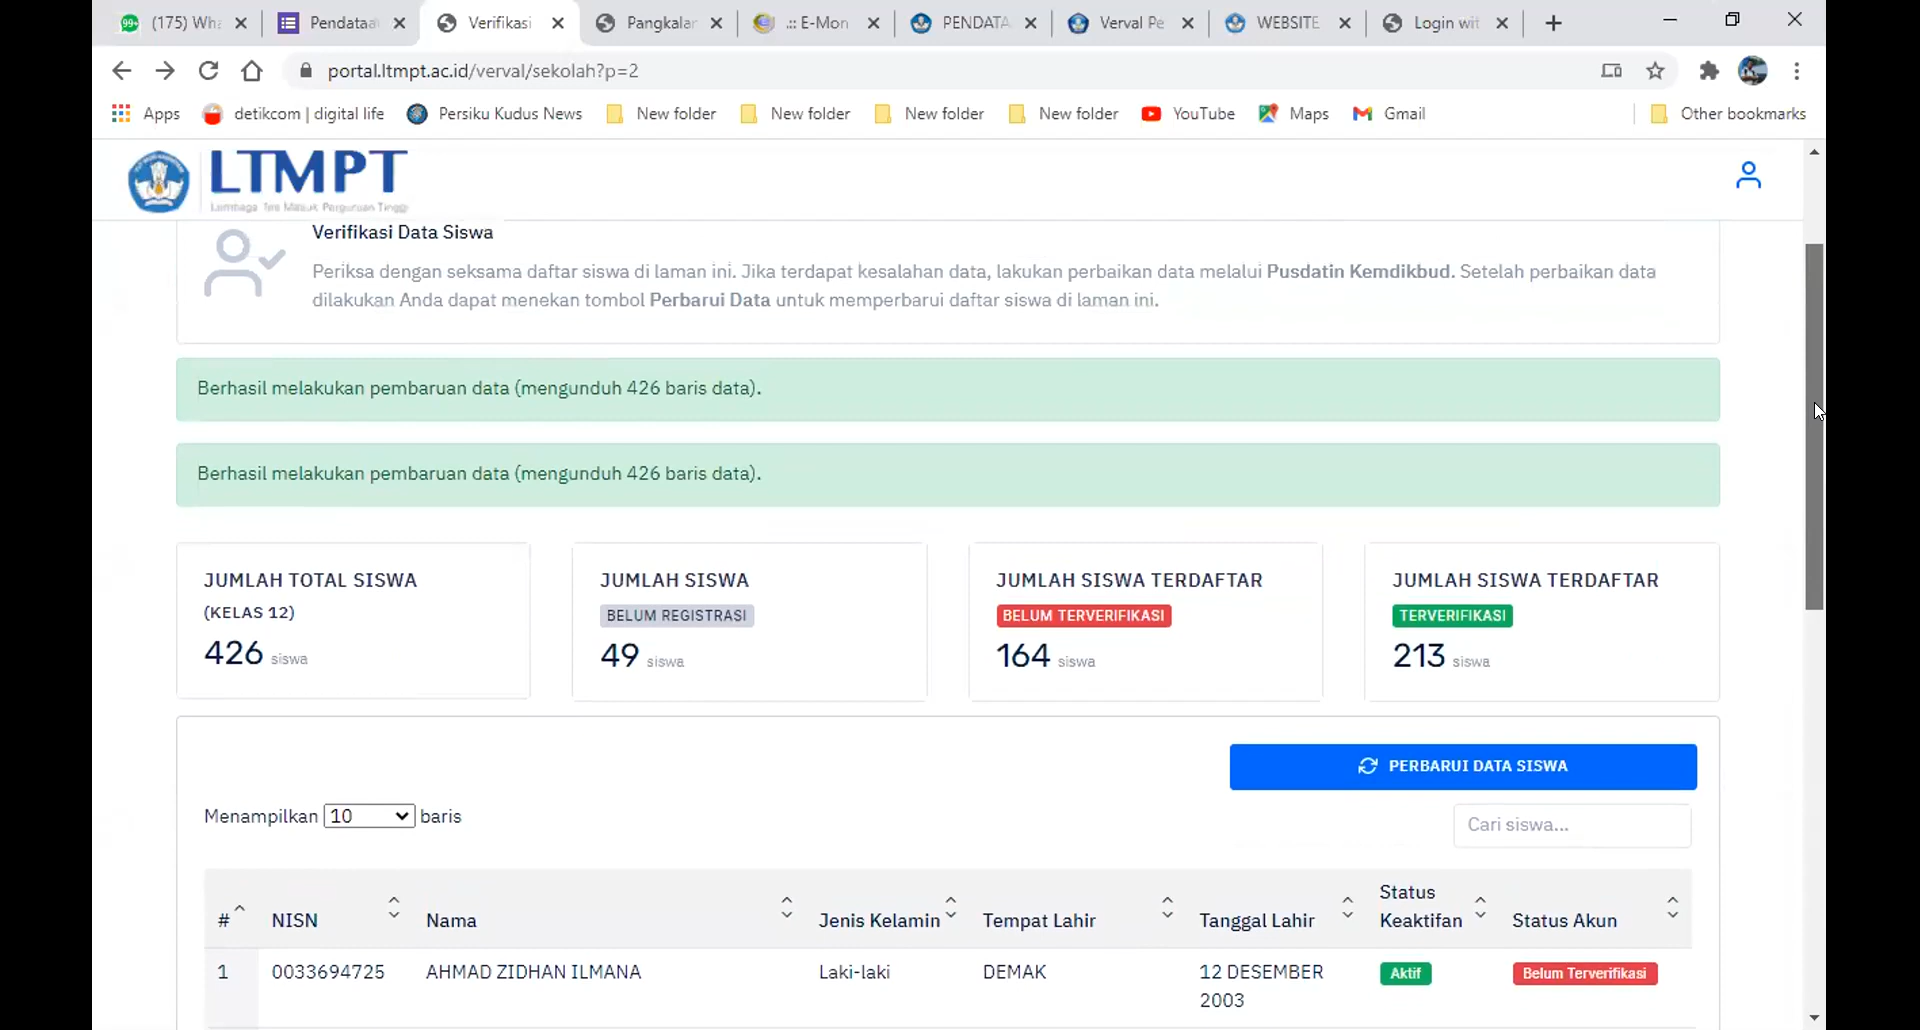 (175) Wha
Pendataa
Verifikasi
Pangkalan
.:: E-Mon
PENDATA
Verval Pe
WEBSITE
Login wit
portal.ltmpt.ac.id/verval/sekolah?p=2
Apps
detikcom | digital life
Persiku Kudus News
New folder
New folder
New folder
New folder
YouTube
Maps
Gmail
Other bookmarks
LTMPT
Lembaga Tes Masuk Perguruan Tinggi
Verifikasi Data Siswa
Periksa dengan seksama daftar siswa di laman ini. Jika terdapat kesalahan data, lakukan perbaikan data melalui Pusdatin Kemdikbud. Setelah perbaikan data
dilakukan Anda dapat menekan tombol Perbarui Data untuk memperbarui daftar siswa di laman ini.
Berhasil melakukan pembaruan data (mengunduh 426 baris data).
Berhasil melakukan pembaruan data (mengunduh 426 baris data).
JUMLAH TOTAL SISWA
(KELAS 12)
426 siswa
JUMLAH SISWA
BELUM REGISTRASI
49 siswa
JUMLAH SISWA TERDAFTAR
BELUM TERVERIFIKASI
164 siswa
JUMLAH SISWA TERDAFTAR
TERVERIFIKASI
213 siswa
PERBARUI DATA SISWA
Menampilkan 10 baris
Cari siswa...
# NISN Nama Jenis Kelamin Tempat Lahir Tanggal Lahir Status Keaktifan Status Akun
1 0033694725 AHMAD ZIDHAN ILMANA Laki-laki DEMAK 12 DESEMBER 2003 Aktif Belum Terverifikasi